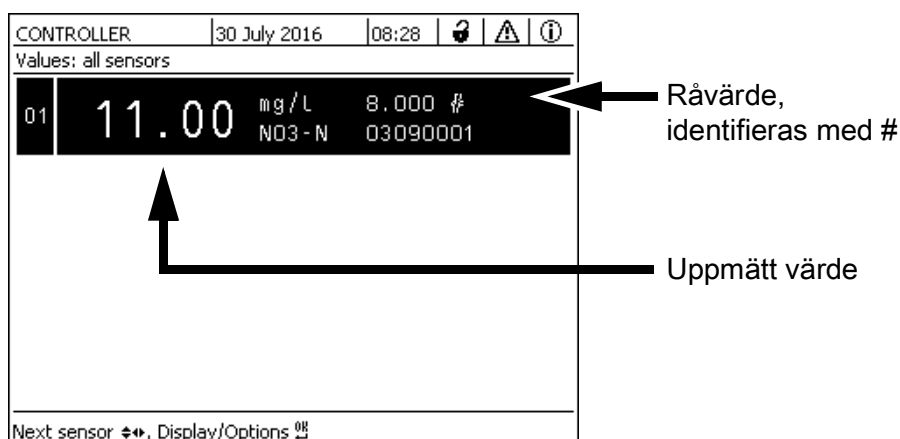 CONTROLLER 30 July 2016 08:28
Values: all sensors
01 11.00 mg/l 8.000 #
NO3-N 03090001
Råvärde,
identifieras med #
Uppmätt värde
Next sensor, Display/Options OK